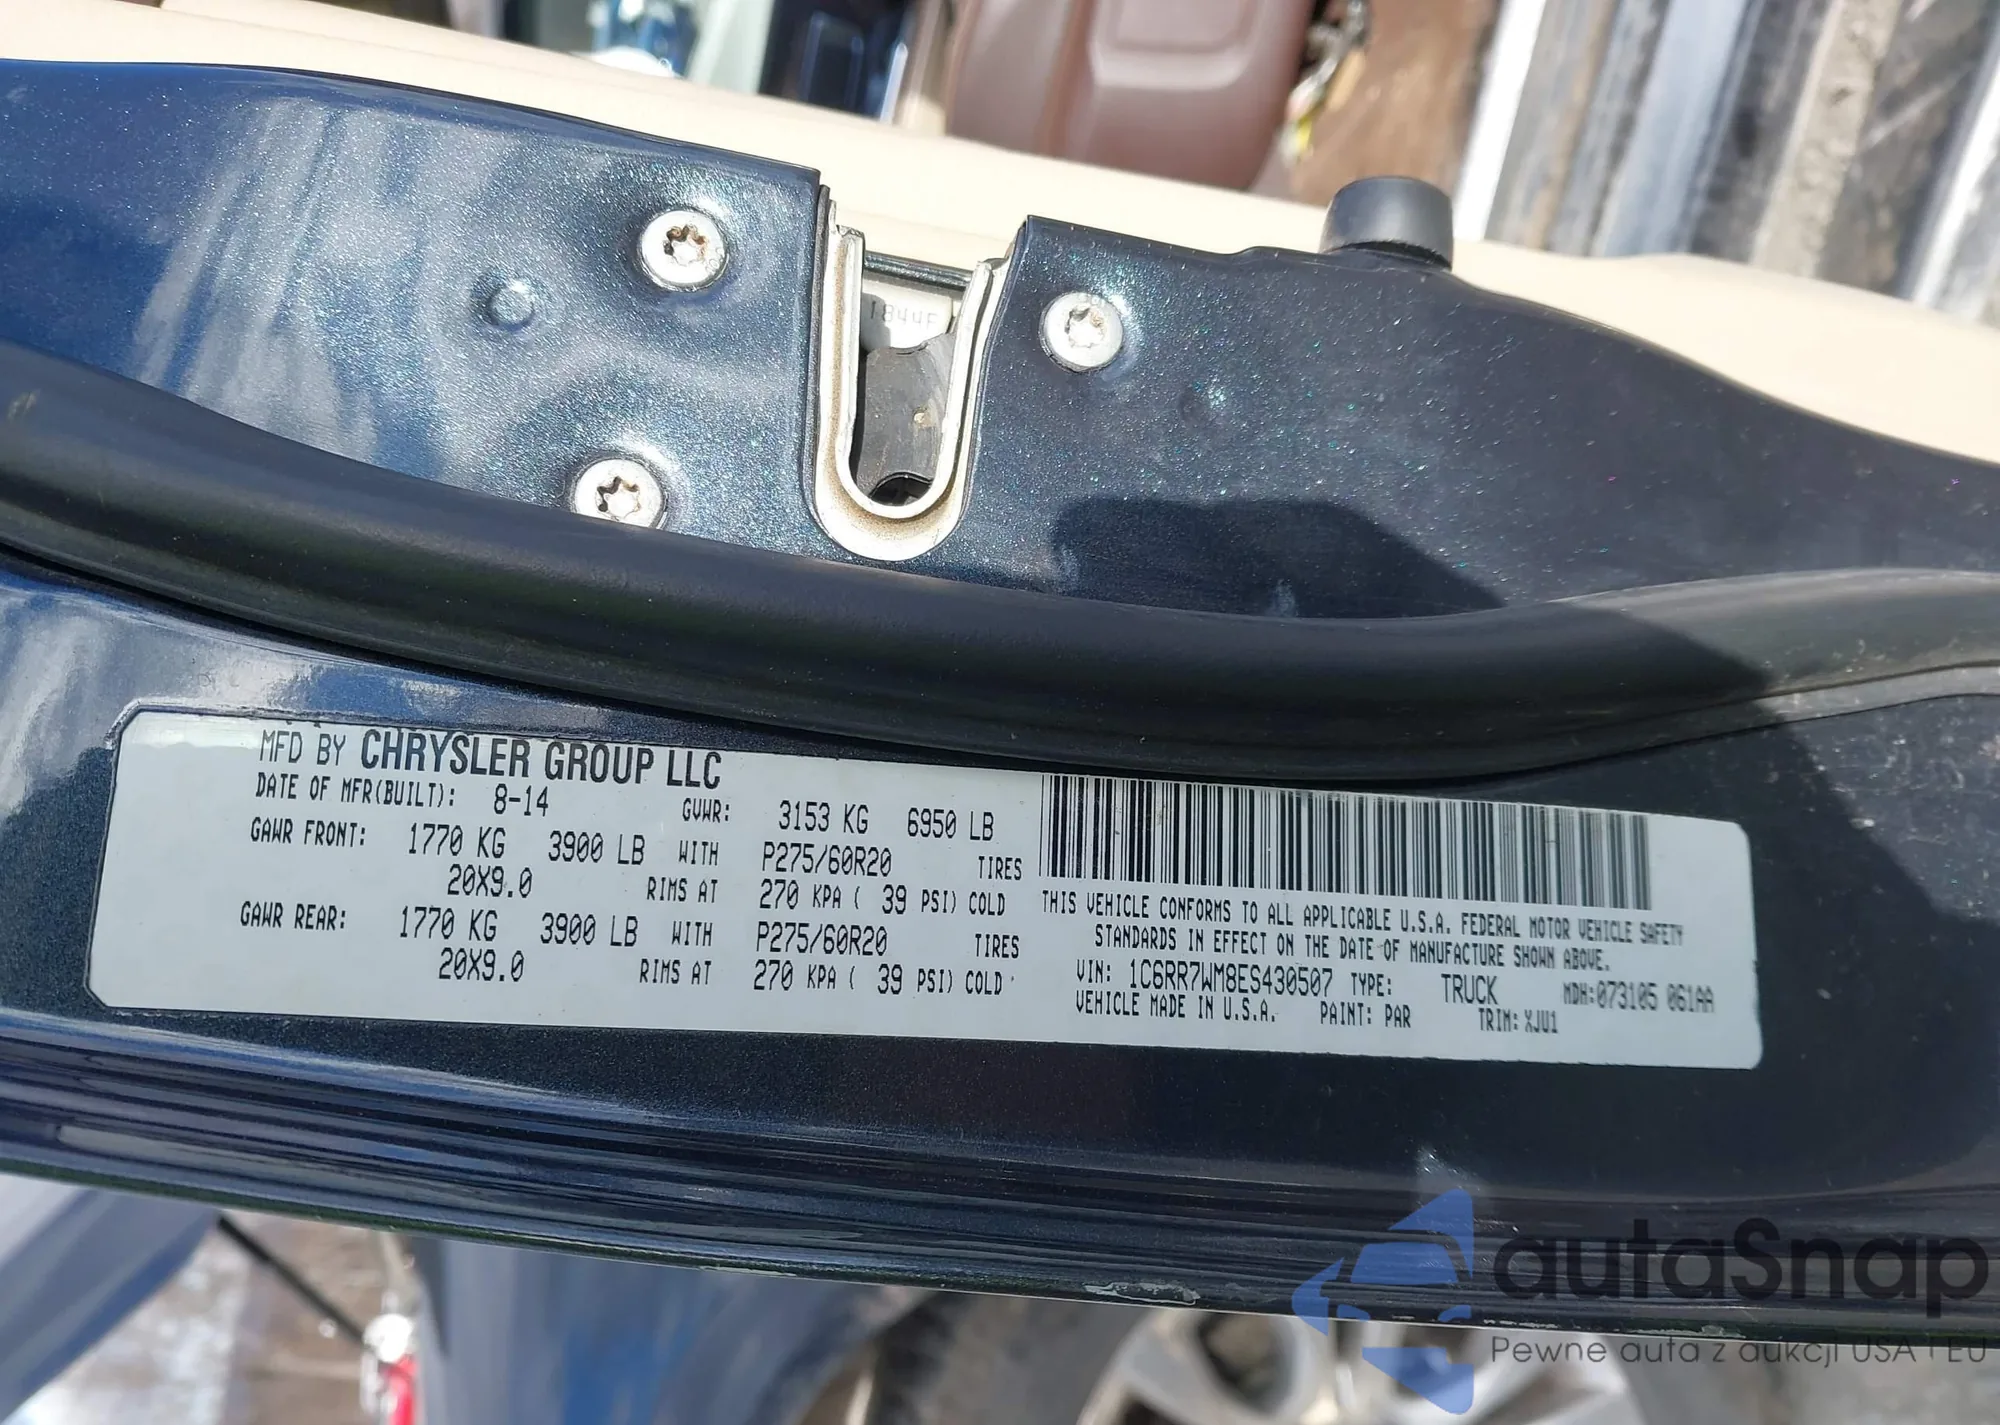 1844F
MFD BY CHRYSLER GROUP LLC
DATE OF MFR(BUILT): 8-14 GVWR: 3153 KG 6950 LB
GAWR FRONT: 1770 KG 3900 LB WITH P275/60R20 TIRES
20X9.0 RIMS AT 270 KPA ( 39 PSI) COLD
GAWR REAR: 1770 KG 3900 LB WITH P275/60R20 TIRES
20X9.0 RIMS AT 270 KPA ( 39 PSI) COLD
THIS VEHICLE CONFORMS TO ALL APPLICABLE U.S.A. FEDERAL MOTOR VEHICLE SAFETY
STANDARDS IN EFFECT ON THE DATE OF MANUFACTURE SHOWN ABOVE.
VIN: 1C6RR7WM8ES430507 TYPE: TRUCK MDH:073105 061AA
VEHICLE MADE IN U.S.A. PAINT: PAR TRIM: XJU1
autaSnap
Pewne auta z aukcji USA i EU